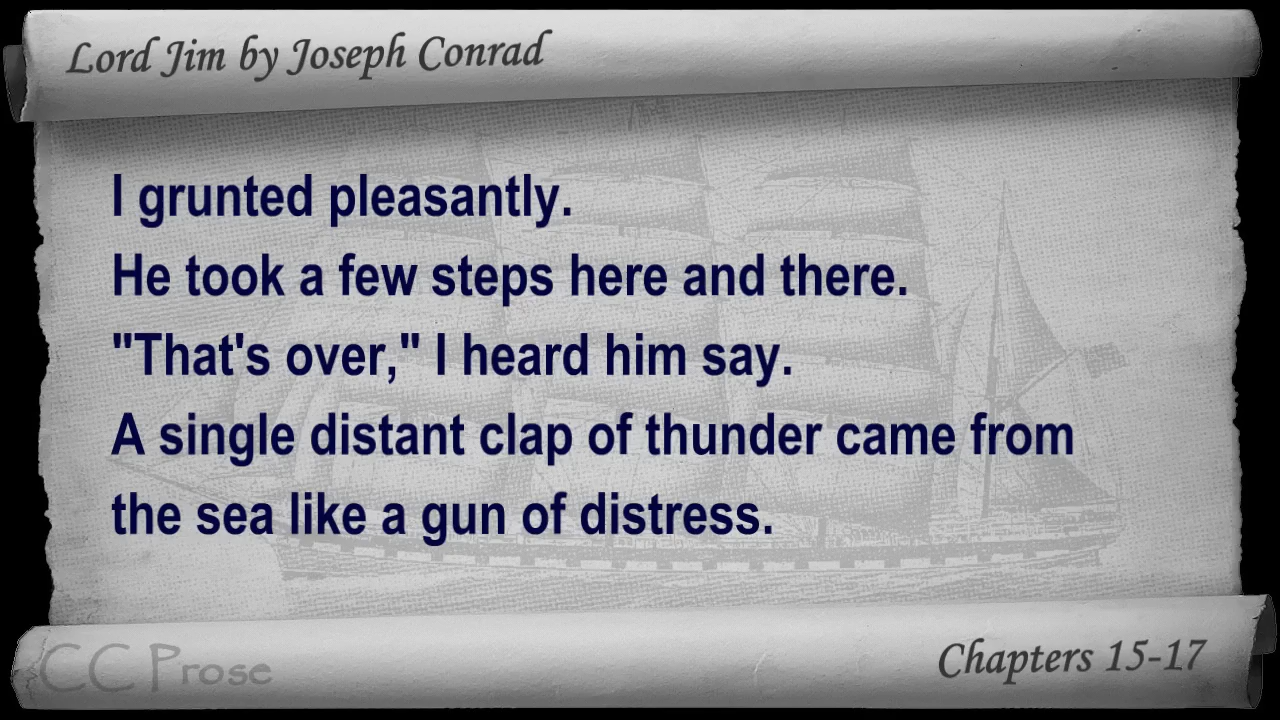 Lord Jim by Joseph Conrad
I grunted pleasantly.
He took a few steps here and there.
"That's over," I heard him say.
A single distant clap of thunder came from
the sea like a gun of distress.
CC Prose
Chapters 15-17